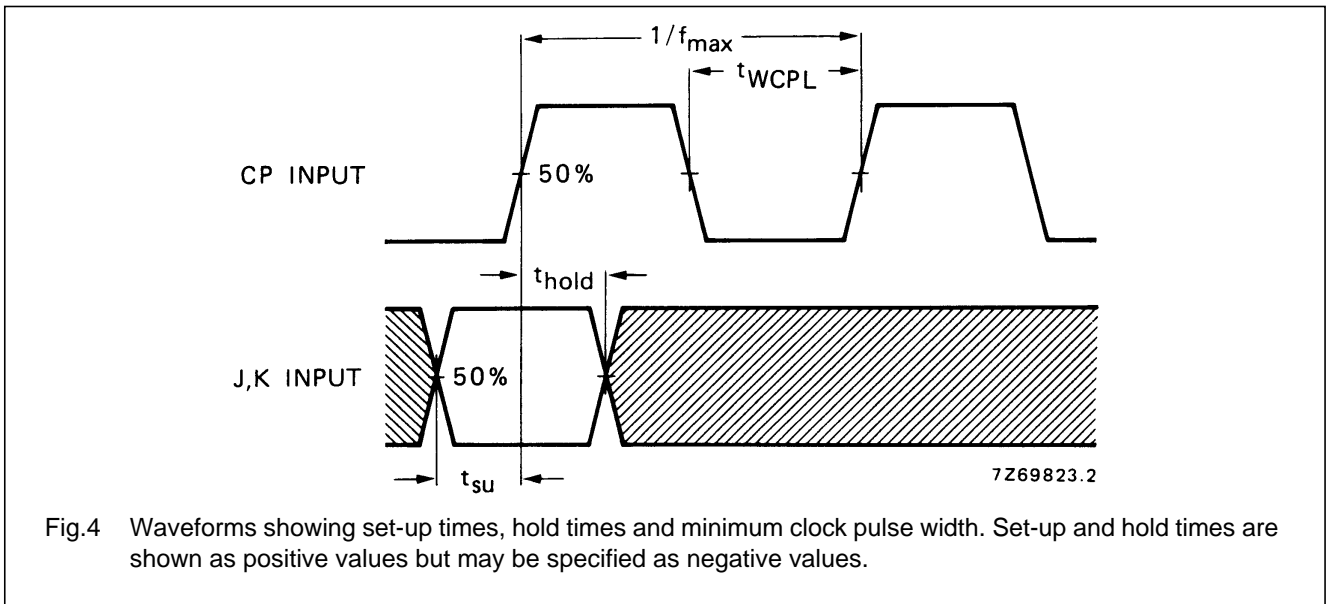 1/fmax
tWCPL
CP INPUT
50%
thold
J,K INPUT
50%
tsu
7Z69823.2
Fig.4 Waveforms showing set-up times, hold times and minimum clock pulse width. Set-up and hold times are
shown as positive values but may be specified as negative values.